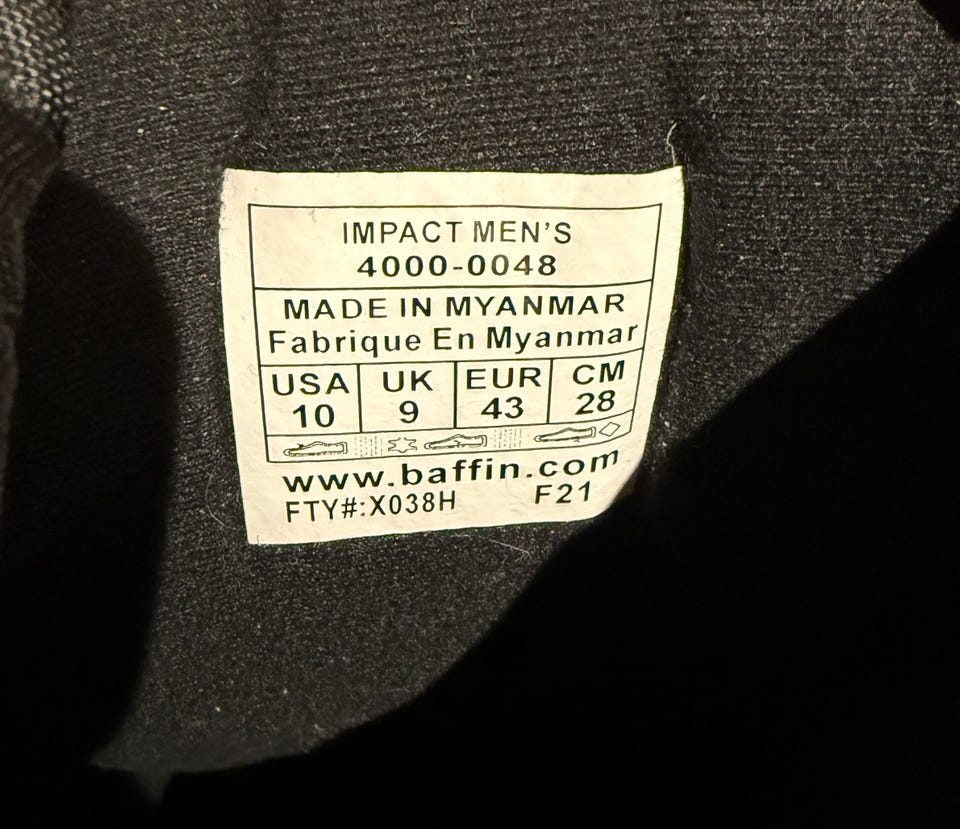 IMPACT MEN'S
4000-0048
MADE IN MYANMAR
Fabrique En Myanmar
USA UK EUR CM
10 9 43 28
www.baffin.com
FTY#:X038H F21